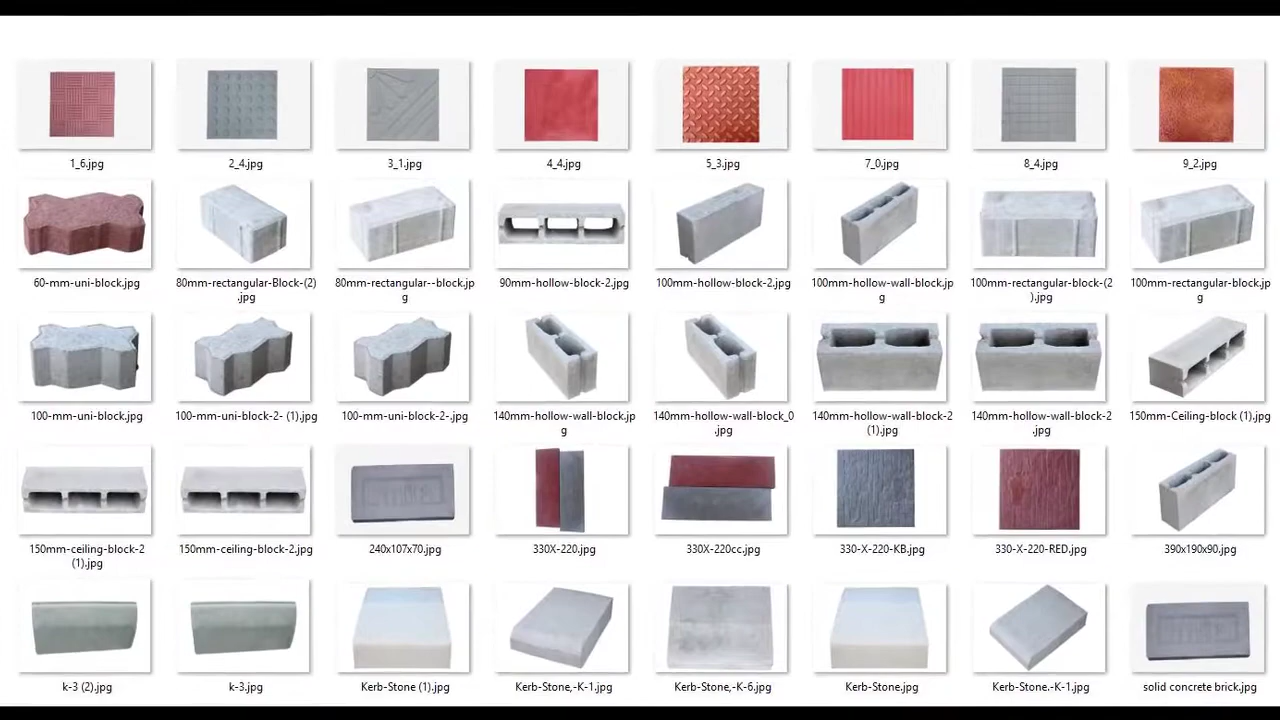 1_6.jpg
2_4.jpg
3_1.jpg
4_4.jpg
5_3.jpg
7_0.jpg
8_4.jpg
9_2.jpg
60-mm-uni-block.jpg
80mm-rectangular-Block-(2)
.jpg
80mm-rectangular--block.jp
g
90mm-hollow-block-2.jpg
100mm-hollow-block-2.jpg
100mm-hollow-wall-block.jp
g
100mm-rectangular-block-(2
).jpg
100mm-rectangular-block.jp
g
100-mm-uni-block.jpg
100-mm-uni-block-2- (1).jpg
100-mm-uni-block-2-.jpg
140mm-hollow-wall-block.jp
g
140mm-hollow-wall-block_0
.jpg
140mm-hollow-wall-block-2
(1).jpg
140mm-hollow-wall-block-2
.jpg
150mm-Ceiling-block (1).jpg
150mm-ceiling-block-2
(1).jpg
150mm-ceiling-block-2.jpg
240x107x70.jpg
330X-220.jpg
330X-220cc.jpg
330-X-220-KB.jpg
330-X-220-RED.jpg
390x190x90.jpg
k-3 (2).jpg
k-3.jpg
Kerb-Stone (1).jpg
Kerb-Stone,-K-1.jpg
Kerb-Stone,-K-6.jpg
Kerb-Stone.jpg
Kerb-Stone.-K-1.jpg
solid concrete brick.jpg